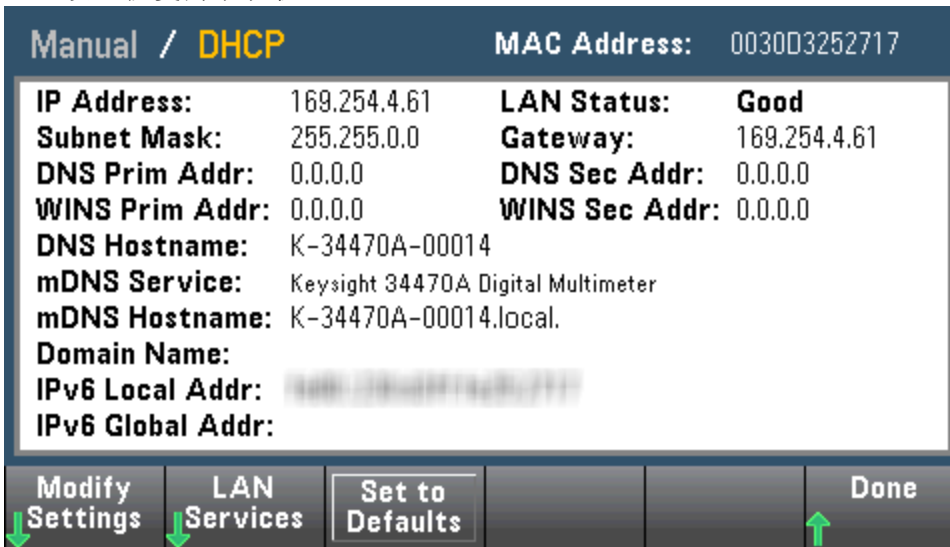 Manual / DHCP MAC Address: 0030D3252717
IP Address: 169.254.4.61 LAN Status: Good
Subnet Mask: 255.255.0.0 Gateway: 169.254.4.61
DNS Prim Addr: 0.0.0.0 DNS Sec Addr: 0.0.0.0
WINS Prim Addr: 0.0.0.0 WINS Sec Addr: 0.0.0.0
DNS Hostname: K-34470A-00014
mDNS Service: Keysight 34470A Digital Multimeter
mDNS Hostname: K-34470A-00014.local.
Domain Name:
IPv6 Local Addr:
IPv6 Global Addr:
Modify Settings
LAN Services
Set to Defaults
Done